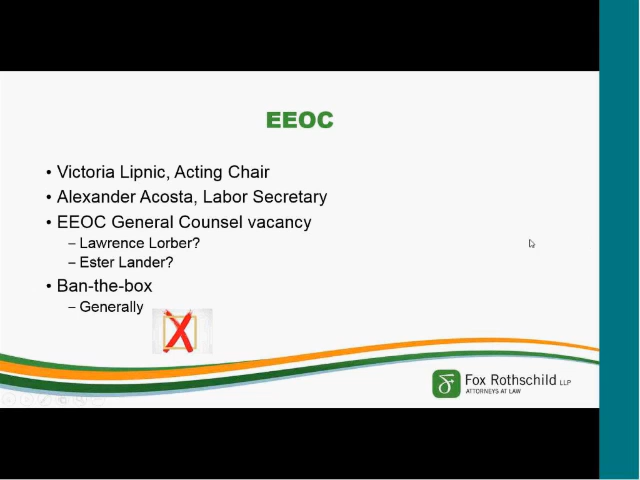 EEOC
• Victoria Lipnic, Acting Chair
• Alexander Acosta, Labor Secretary
• EEOC General Counsel vacancy
– Lawrence Lorber?
– Ester Lander?
• Ban-the-box
– Generally
Fox Rothschild LLP
ATTORNEYS AT LAW